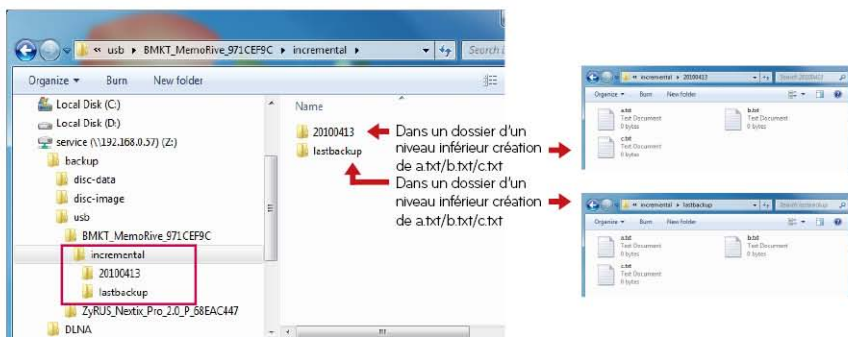 « usb ▸ BMKT_MemoRive_971CEF9C ▸ incremental ▸
Search i
Organize ▾ Burn New folder
Local Disk (C:)
Local Disk (D:)
service (\\192.168.0.57) (Z:)
backup
disc-data
disc-image
usb
BMKT_MemoRive_971CEF9C
incremental
20100413
lastbackup
ZyRUS_Nextix_Pro_2.0_P_68EAC447
DLNA
Name
20100413
lastbackup
Dans un dossier d'un
niveau inférieur création
de a.txt/b.txt/c.txt
Dans un dossier d'un
niveau inférieur création
de a.txt/b.txt/c.txt
« incremental ▸ 20100413
Search 20100413
Organize ▾ Burn New folder
a.txt
Text Document
0 bytes
b.txt
Text Document
0 bytes
c.txt
Text Document
0 bytes
« incremental ▸ lastbackup
Search lastbackup
Organize ▾ Burn New folder
a.txt
Text Document
0 bytes
b.txt
Text Document
0 bytes
c.txt
Text Document
0 bytes